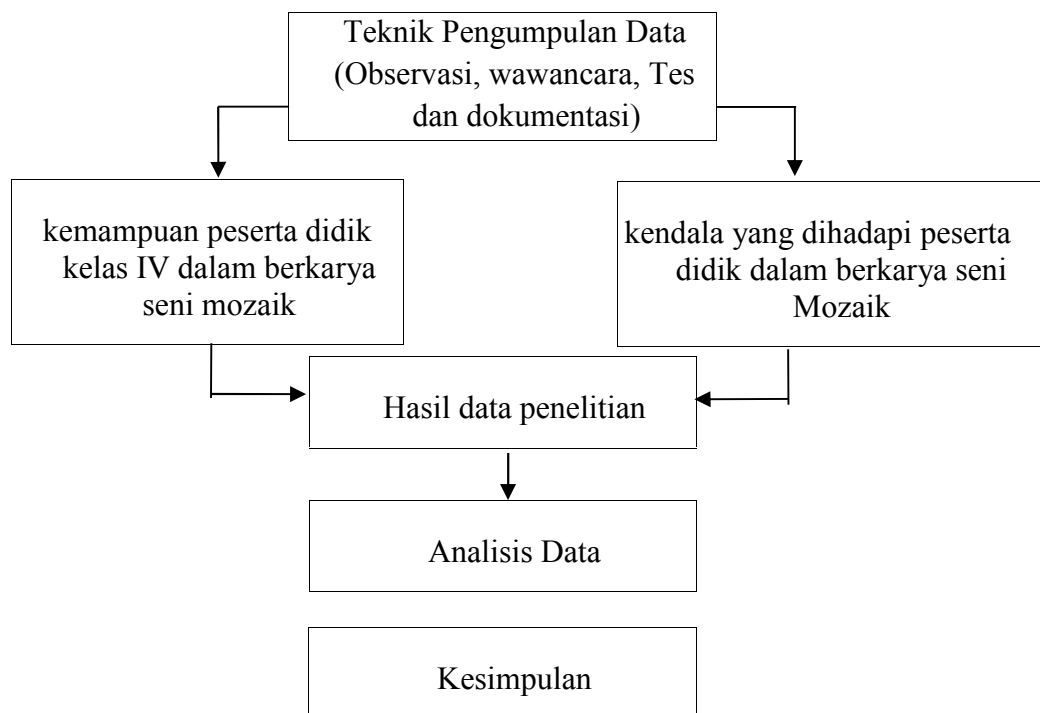 Teknik Pengumpulan Data
(Observasi, wawancara, Tes
dan dokumentasi)
kemampuan peserta didik
kelas IV dalam berkarya
seni mozaik
kendala yang dihadapi peserta
didik dalam berkarya seni
Mozaik
Hasil data penelitian
Analisis Data
Kesimpulan